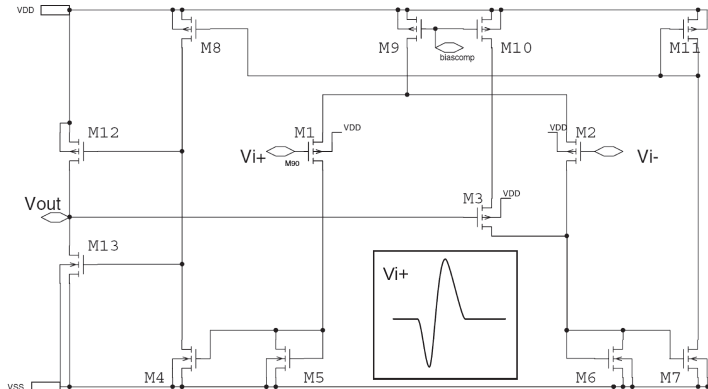 VDD
M8
M9
M10
M11
biascomp
M12
M1
VDD
VDD
M2
Vi+
M90
Vi-
Vout
M3
VDD
M13
Vi+
M4
M5
M6
M7
VSS